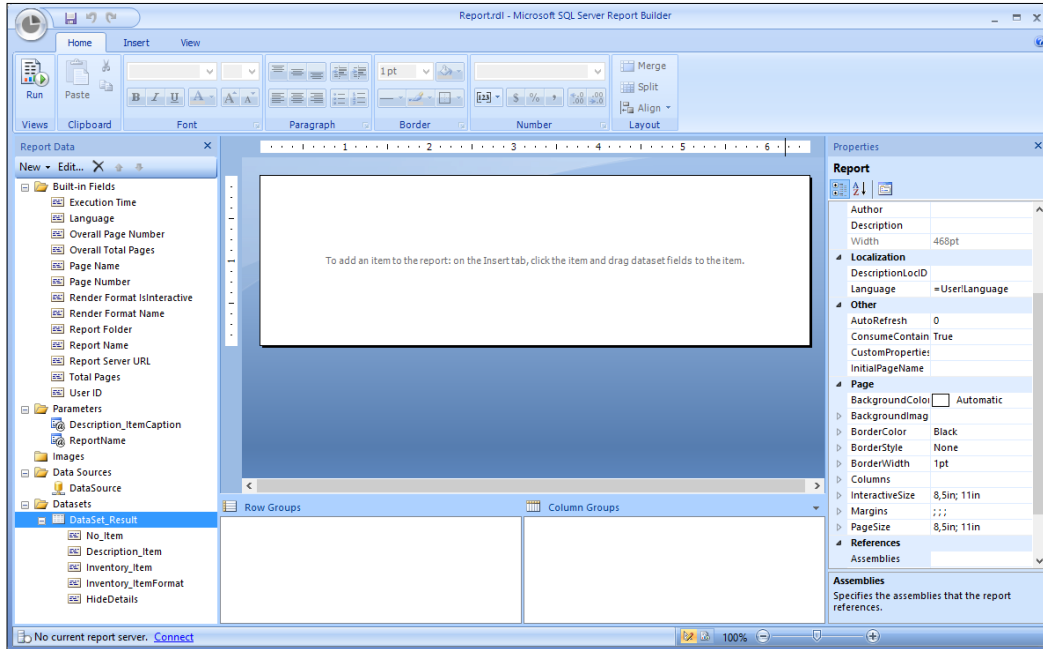 Report.rdl - Microsoft SQL Server Report Builder
Home Insert View
Run
Paste
B I U A A A
1pt
$ % ,
Merge
Split
Align
Views Clipboard Font Paragraph Border Number Layout
Report Data
New Edit...
Built-in Fields
Execution Time
Language
Overall Page Number
Overall Total Pages
Page Name
Page Number
Render Format IsInteractive
Render Format Name
Report Folder
Report Name
Report Server URL
Total Pages
User ID
Parameters
Description_ItemCaption
ReportName
Images
Data Sources
DataSource
Datasets
DataSet_Result
No_Item
Description_Item
Inventory_Item
Inventory_ItemFormat
HideDetails
1 2 3 4 5 6
To add an item to the report: on the Insert tab, click the item and drag dataset fields to the item.
Row Groups
Column Groups
Properties
Report
Author
Description
Width 468pt
Localization
DescriptionLocID
Language =User!Language
Other
AutoRefresh 0
ConsumeContain True
CustomProperties
InitialPageName
Page
BackgroundColor Automatic
BackgroundImag
BorderColor Black
BorderStyle None
BorderWidth 1pt
Columns
InteractiveSize 8,5in; 11in
Margins ; ; ;
PageSize 8,5in; 11in
References
Assemblies
Assemblies
Specifies the assemblies that the report
references.
No current report server. Connect
100%